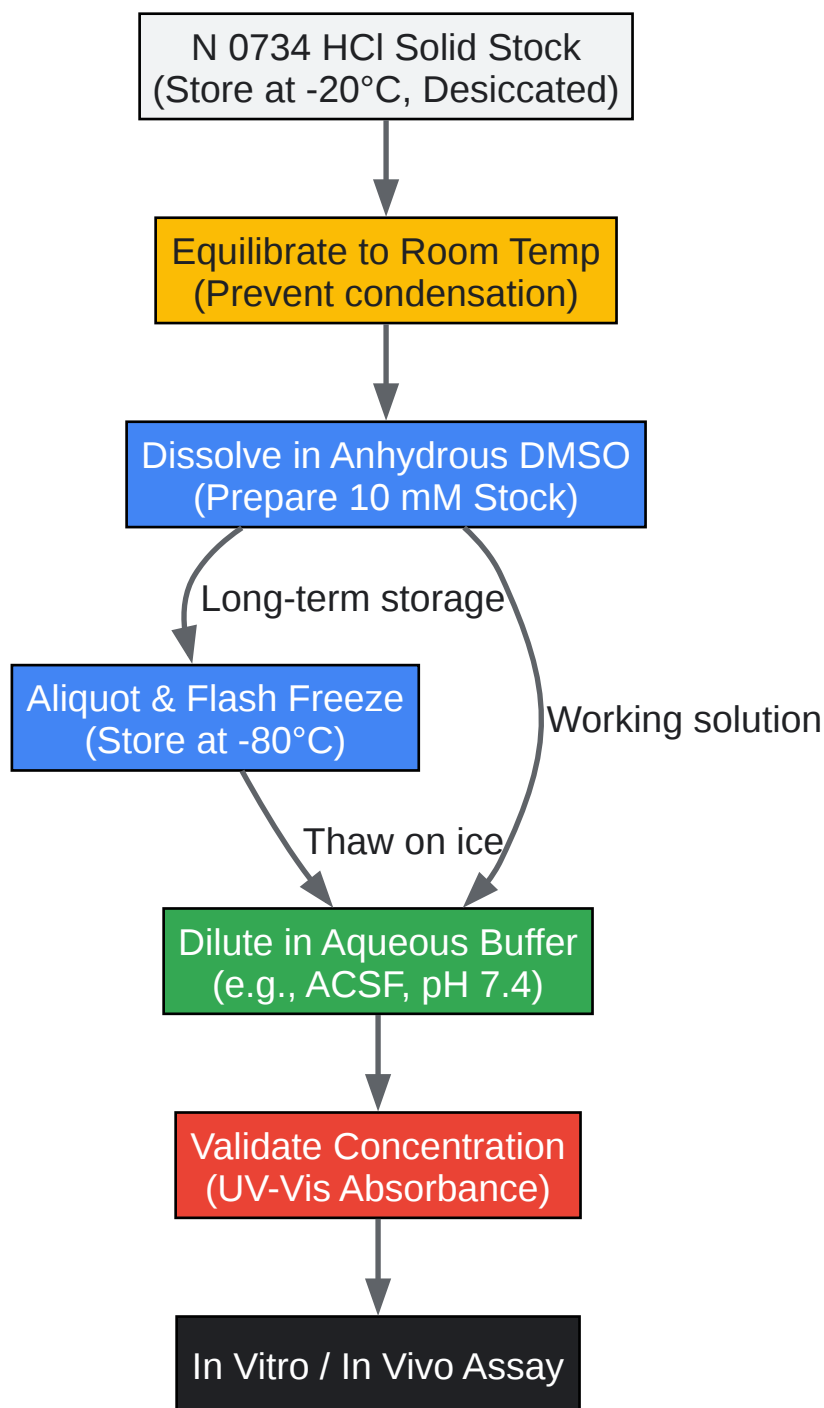 N 0734 HCl Solid Stock
(Store at -20°C, Desiccated)
Equilibrate to Room Temp
(Prevent condensation)
Dissolve in Anhydrous DMSO
(Prepare 10 mM Stock)
Long-term storage
Aliquot & Flash Freeze
(Store at -80°C)
Working solution
Thaw on ice
Dilute in Aqueous Buffer
(e.g., ACSF, pH 7.4)
Validate Concentration
(UV-Vis Absorbance)
In Vitro / In Vivo Assay